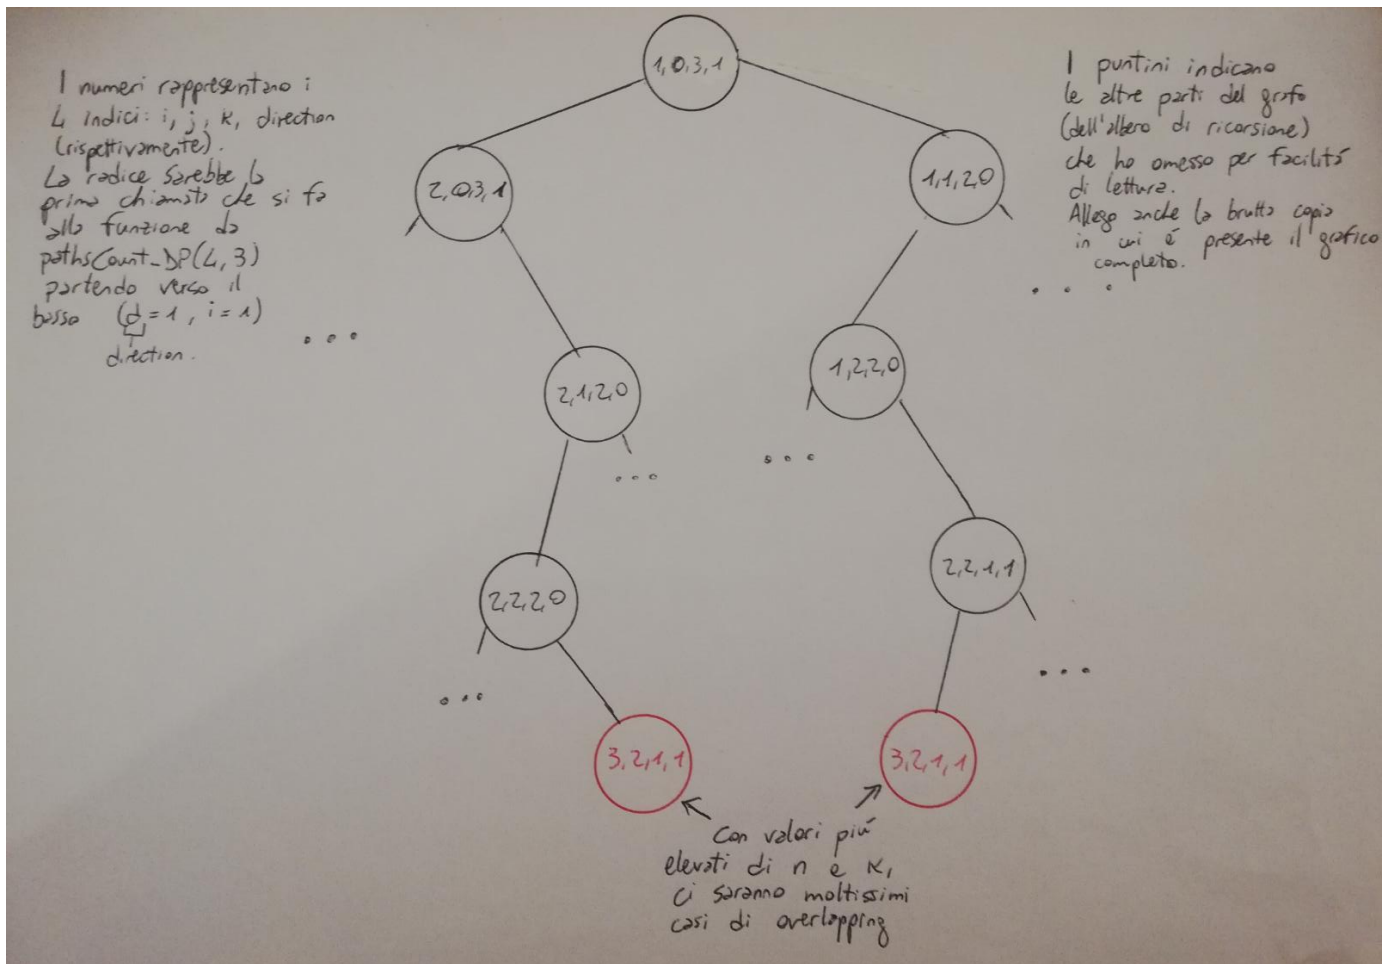 I numeri rappresentano i
4 indici: i, j, k, direction
(rispettivamente).
La radice sarebbe la
prima chiamata che si fa
alla funzione da
pathsCount_DP(4,3)
partendo verso il
basso (d=1, i=1)
direction.
I puntini indicano
le altre parti del grafo
(dell'albero di ricorsione)
che ho omesso per facilitá
di lettura.
Allego anche la brutta copia
in cui é presente il grafico
completo.
1,0,3,1
2,0,3,1
1,1,2,0
...
...
2,1,2,0
1,2,2,0
...
...
2,2,2,0
2,2,1,1
...
...
3,2,1,1
3,2,1,1
Con valori piú
elevati di n e k,
ci saranno moltissimi
casi di overlapping